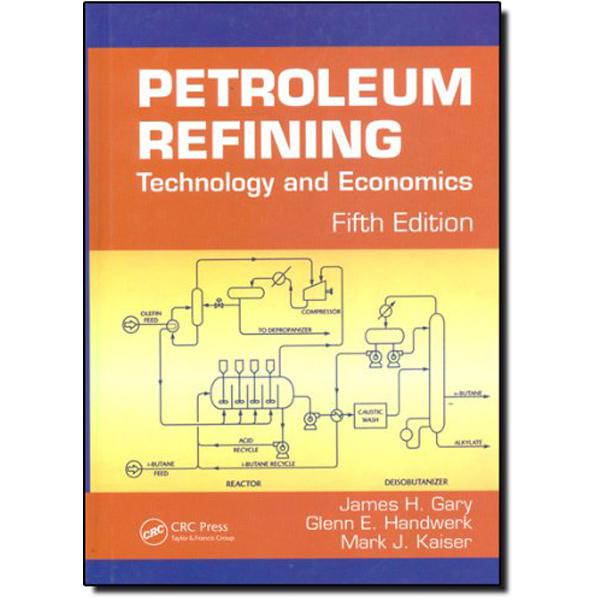 PETROLEUM
REFINING
Technology and Economics
Fifth Edition
OLEFIN
FEED
COMPRESSOR
TO DEPROPANIZER
CAUSTIC
WASH
n-BUTANE
ACID
RECYCLE
ALKYLATE
i-BUTANE
FEED
i-BUTANE RECYCLE
REACTOR
DEISOBUTANIZER
James H. Gary
Glenn E. Handwerk
Mark J. Kaiser
CRC Press
Taylor & Francis Group